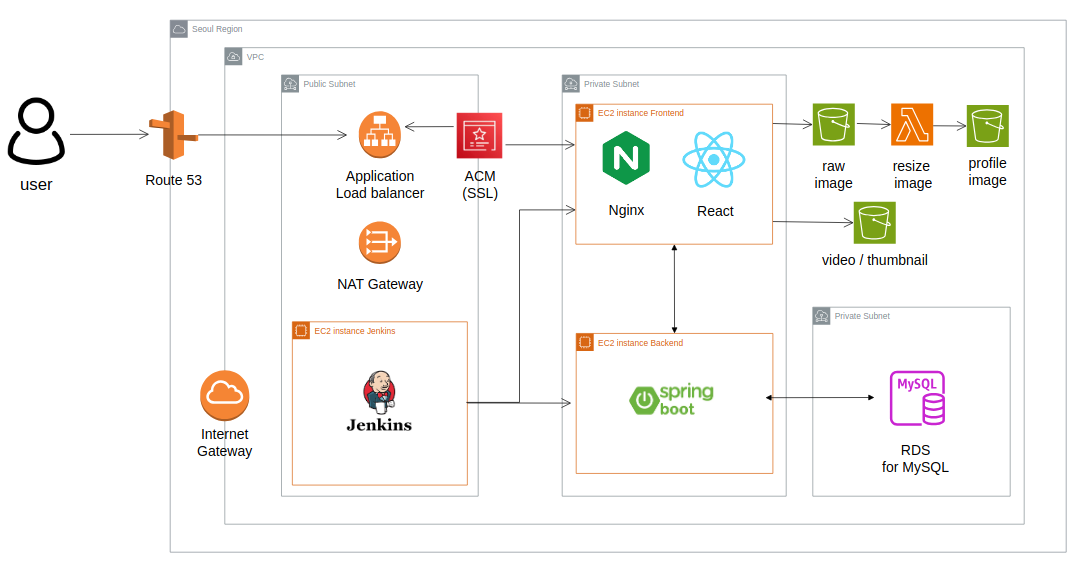 Seoul Region
VPC
Public Subnet
Private Subnet
EC2 instance Frontend
user
Route 53
Application
Load balancer
ACM
(SSL)
N
Nginx
React
raw
image
resize
image
profile
image
NAT Gateway
video / thumbnail
EC2 instance Jenkins
Jenkins
EC2 instance Backend
spring
boot
Private Subnet
MySQL
RDS
for MySQL
Internet
Gateway